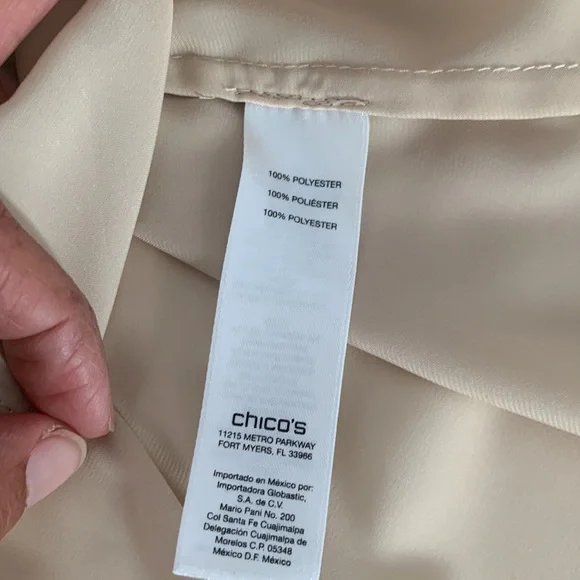 100% POLYESTER
100% POLIÉSTER
100% POLYESTER
chico's
11215 METRO PARKWAY
FORT MYERS, FL 33966
Importado en México por:
Importadora Globastic,
S.A. de C.V.
Mario Pani No. 200
Col Santa Fe Cuajimalpa
Delegación Cuajimalpa de
Morelos C.P. 05348
México D.F. México